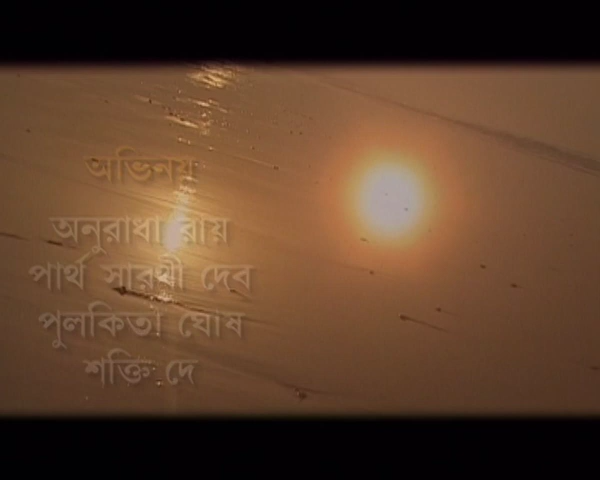 অভিনয়
অনুরাধা রায়
পার্থ সারথী দেব
পুলকিতা ঘোষ
শক্তি দে